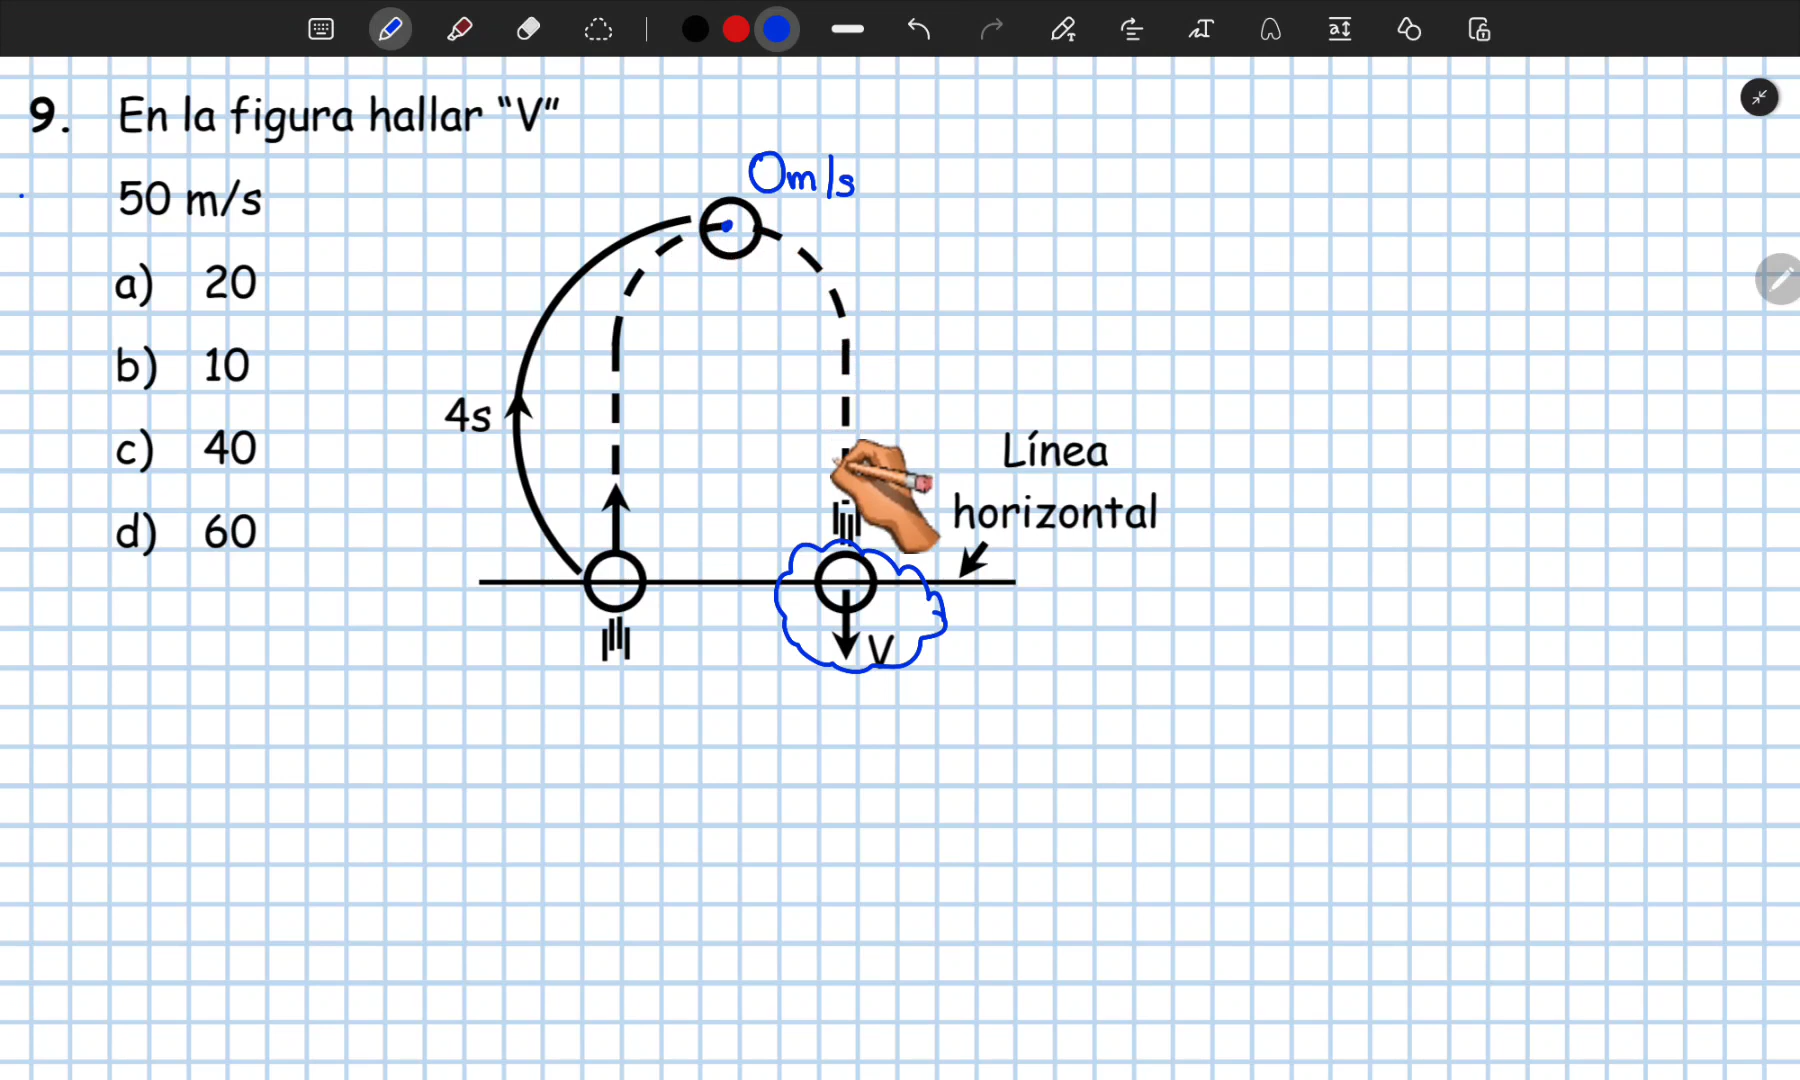 9. En la figura hallar “V”
50 m/s
a) 20
b) 10
c) 40
d) 60
0m/s
4s
Línea
horizontal
V